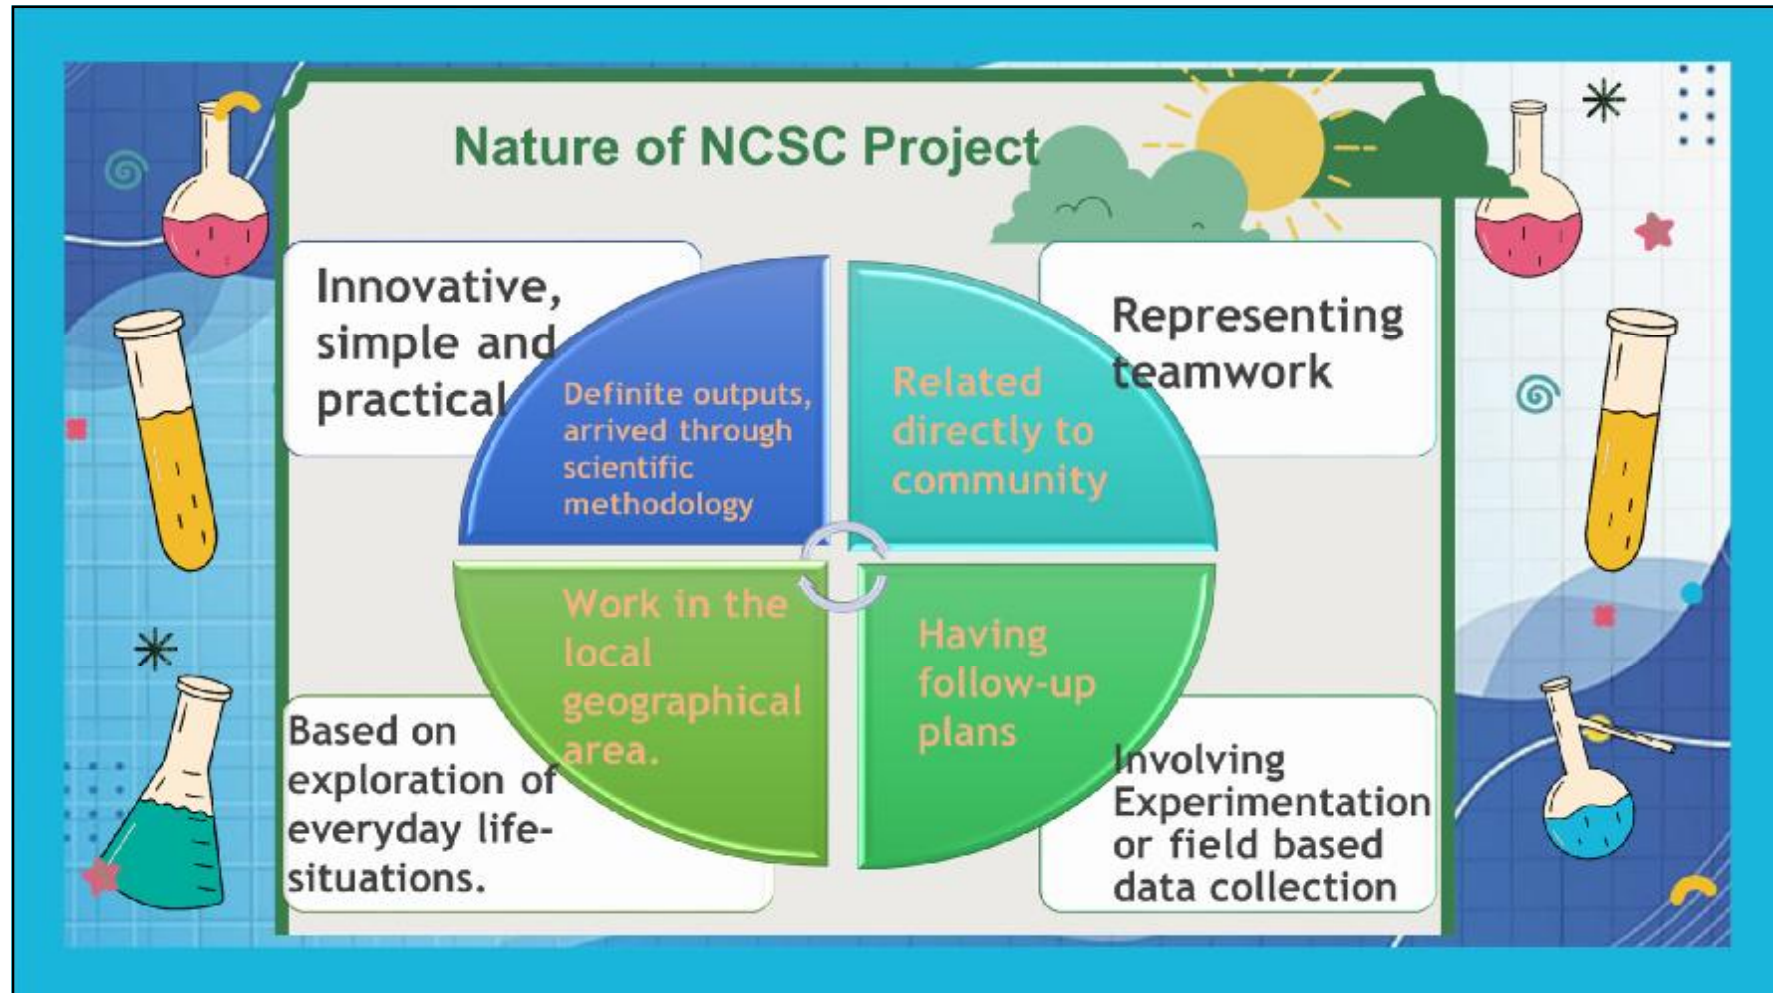 Nature of NCSC Project
Innovative,
simple and
practical
Definite outputs,
arrived through
scientific
methodology
Related
directly to
community
Representing
teamwork
Work in the
local
geographical
area.
Having
follow-up
plans
Based on
exploration of
everyday life-
situations.
Involving
Experimentation
or field based
data collection